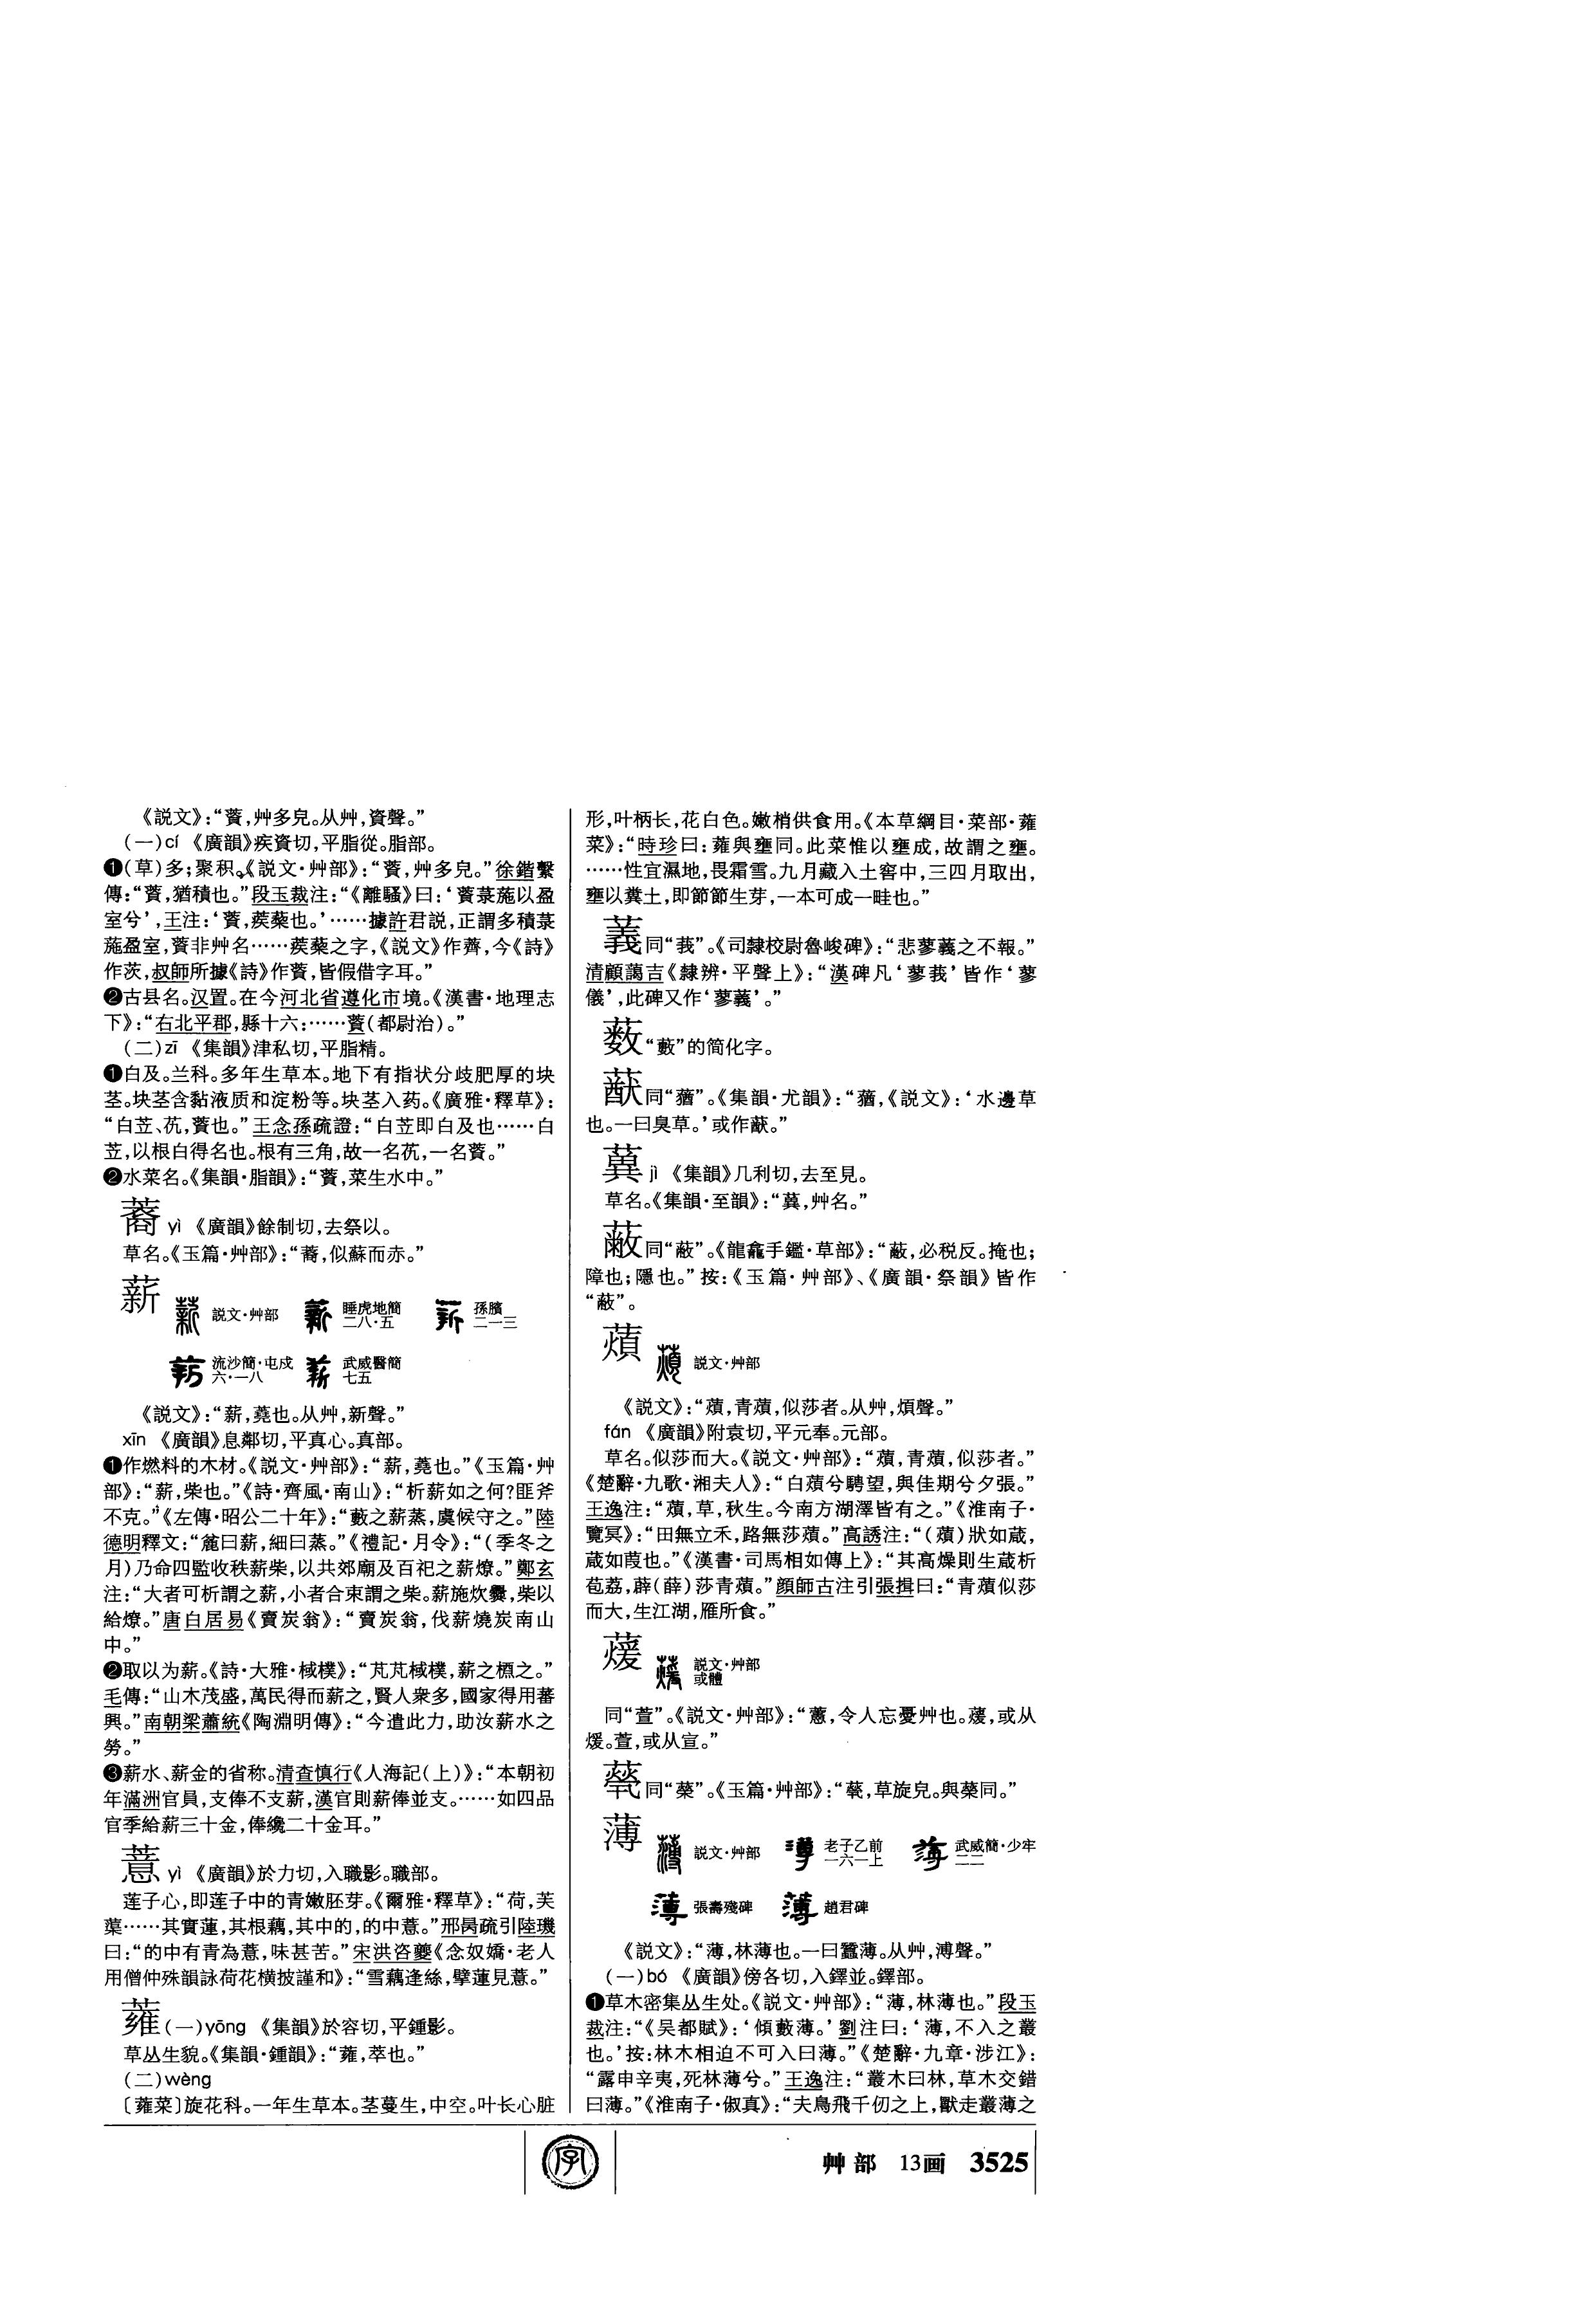 《説文》:“薋,艸多皃。从艸,資聲。”
(一)cí 《廣韻》疾資切,平脂從。脂部。
❶(草)多;聚积。《説文·艸部》:“薋,艸多皃。”徐鍇繫
傳:“薋,猶積也。”段玉裁注:“《離騷》曰:‘薋菉葹以盈
室兮’,王注:‘薋,蒺藜也。’……據許君説,正謂多積菉
葹盈室,薋非艸名……蒺藜之字,《説文》作薺,今《詩》
作茨,叔師所據《詩》作薋,皆假借字耳。”
❷古县名。汉置。在今河北省遵化市境。《漢書·地理志
下》:“右北平郡,縣十六:……薋(都尉治)。”
(二)zī 《集韻》津私切,平脂精。
❶白及。兰科。多年生草本。地下有指状分歧肥厚的块
茎。块茎含黏液质和淀粉等。块茎入药。《廣雅·釋草》:
“白苙、艽,薋也。”王念孫疏證:“白苙即白及也……白
苙,以根白得名也。根有三角,故一名艽,一名薋。”
❷水菜名。《集韻·脂韻》:“薋,菜生水中。”
yì 《廣韻》餘制切,去祭以。
草名。《玉篇·艸部》:“,似蘇而赤。”
薪 説文·艸部 睡虎地簡二八·五 孫臏二一三
流沙簡·屯戍六·一八 武威醫簡七五
《説文》:“薪,蕘也。从艸,新聲。”
xīn 《廣韻》息鄰切,平真心。真部。
❶作燃料的木材。《説文·艸部》:“薪,蕘也。”《玉篇·艸
部》:“薪,柴也。”《詩·齊風·南山》:“析薪如之何?匪斧
不克。”《左傳·昭公二十年》:“藪之薪蒸,虞候守之。”陸
德明釋文:“麄曰薪,細曰蒸。”《禮記·月令》:“(季冬之
月)乃命四監收秩薪柴,以共郊廟及百祀之薪燎。”鄭玄
注:“大者可析謂之薪,小者合束謂之柴。薪施炊爨,柴以
給燎。”唐白居易《賣炭翁》:“賣炭翁,伐薪燒炭南山
中。”
❷取以为薪。《詩·大雅·棫樸》:“芃芃棫樸,薪之槱之。”
毛傳:“山木茂盛,萬民得而薪之,賢人衆多,國家得用蕃
興。”南朝梁蕭統《陶淵明傳》:“今遣此力,助汝薪水之
勞。”
❸薪水、薪金的省称。清查慎行《人海記(上)》:“本朝初
年滿洲官員,支俸不支薪,漢官則薪俸並支。……如四品
官季給薪三十金,俸纔二十金耳。”
薏 yì 《廣韻》於力切,入職影。職部。
莲子心,即莲子中的青嫩胚芽。《爾雅·釋草》:“荷,芙
蕖……其實蓮,其根藕,其中的,的中薏。”邢昺疏引陸璣
曰:“的中有青為薏,味甚苦。”宋洪咨夔《念奴嬌·老人
用僧仲殊韻詠荷花横披謹和》:“雪藕逢絲,擘蓮見薏。”
蕹 (一)yōng 《集韻》於容切,平鍾影。
草丛生貌。《集韻·鍾韻》:“蕹,萃也。”
(二)wèng
〔蕹菜〕旋花科。一年生草本。茎蔓生,中空。叶长心脏
形,叶柄长,花白色。嫩梢供食用。《本草綱目·菜部·蕹
菜》:“時珍曰:蕹與壅同。此菜惟以壅成,故謂之壅。
……性宜濕地,畏霜雪。九月藏入土窖中,三四月取出,
壅以糞土,即節節生芽,一本可成一畦也。”
䕏同“莪”。《司隸校尉魯峻碑》:“悲蓼䕏之不報。”
清顧藹吉《隸辨·平聲上》:“漢碑凡‘蓼莪’皆作‘蓼
儀’,此碑又作‘蓼䕏’。”
薮“藪”的简化字。
同“蕕”。《集韻·尤韻》:“蕕,《説文》:‘水邊草
也。一曰臭草。’或作。”
jì 《集韻》几利切,去至見。
草名。《集韻·至韻》:“,艸名。”
同“蔽”。《龍龕手鑑·草部》:“,必税反。掩也;
障也;隱也。”按:《玉篇·艸部》、《廣韻·祭韻》皆作
“蔽”。
薠 説文·艸部
《説文》:“薠,青薠,似莎者。从艸,煩聲。”
fán 《廣韻》附袁切,平元奉。元部。
草名。似莎而大。《説文·艸部》:“薠,青薠,似莎者。”
《楚辭·九歌·湘夫人》:“白薠兮騁望,與佳期兮夕張。”
王逸注:“薠,草,秋生。今南方湖澤皆有之。”《淮南子·
覽冥》:“田無立禾,路無莎薠。”高誘注:“(薠)狀如葴,
葴如葭也。”《漢書·司馬相如傳上》:“其高燥則生葴析
苞荔,薜(薛)莎青薠。”顔師古注引張揖曰:“青薠似莎
而大,生江湖,雁所食。”
蕿 説文·艸部或體
同“萱”。《説文·艸部》:“藼,令人忘憂艸也。蕿,或从
煖。萱,或从宣。”
同“藥”。《玉篇·艸部》:“,草旋皃。與藥同。”
薄 説文·艸部 老子乙前一六一上 武威簡·少牢二二
張壽殘碑 趙君碑
《説文》:“薄,林薄也。一曰蠶薄。从艸,溥聲。”
(一)bó 《廣韻》傍各切,入鐸並。鐸部。
❶草木密集丛生处。《説文·艸部》:“薄,林薄也。”段玉
裁注:“《吴都賦》:‘傾藪薄。’劉注曰:‘薄,不入之叢
也。’按:林木相迫不可入曰薄。”《楚辭·九章·涉江》:
“露申辛夷,死林薄兮。”王逸注:“叢木曰林,草木交錯
曰薄。”《淮南子·俶真》:“夫鳥飛千仞之上,獸走叢薄之
字
艸部 13画 3525